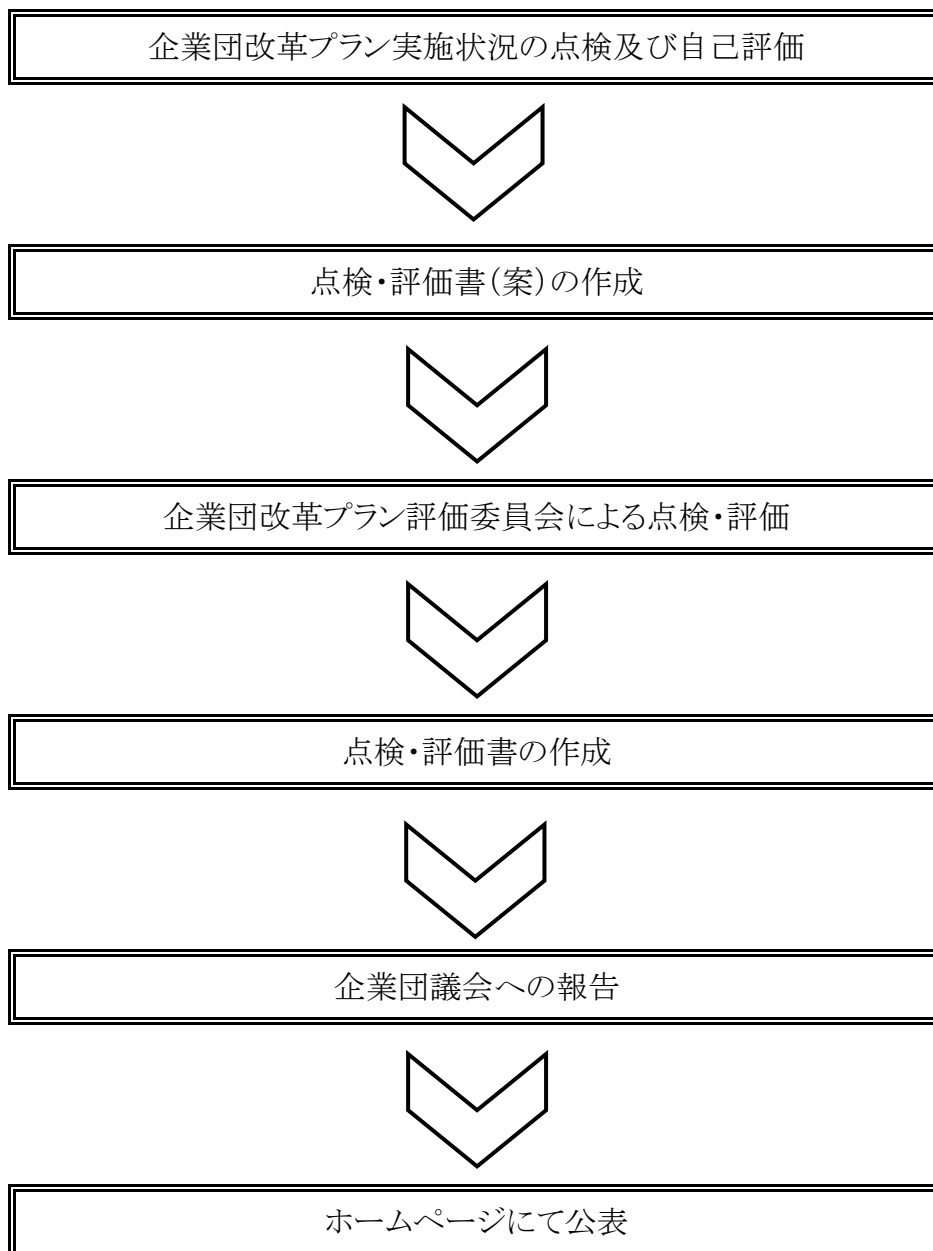 企業団改革プラン実施状況の点検及び自己評価
点検・評価書(案)の作成
企業団改革プラン評価委員会による点検・評価
点検・評価書の作成
企業団議会への報告
ホームページにて公表